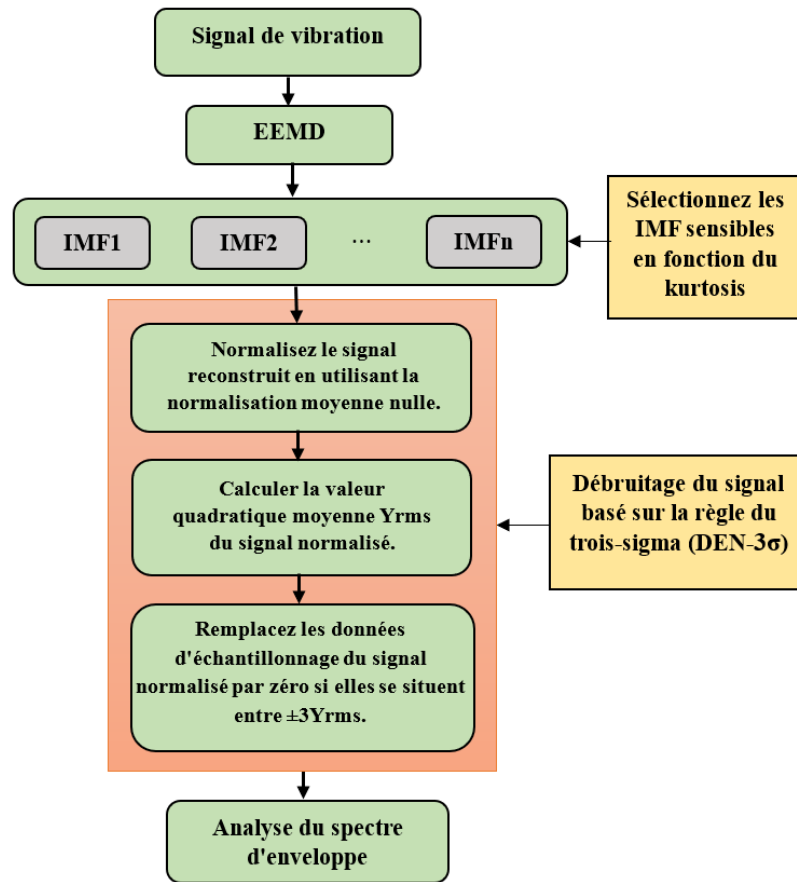 Signal de vibration
EEMD
IMF1
IMF2
...
IMFn
Sélectionnez les
IMF sensibles
en fonction du
kurtosis
Normalisez le signal
reconstruit en utilisant la
normalisation moyenne nulle.
Calculer la valeur
quadratique moyenne Yrms
du signal normalisé.
Débruitage du signal
basé sur la règle du
trois-sigma (DEN-3σ)
Remplacez les données
d'échantillonnage du signal
normalisé par zéro si elles se situent
entre ±3Yrms.
Analyse du spectre
d'enveloppe